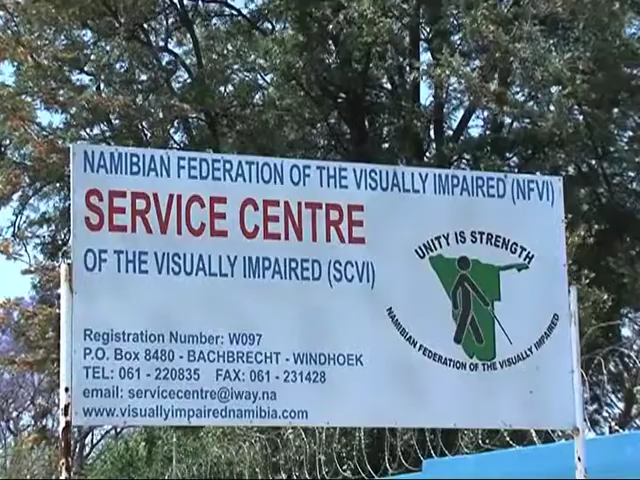 NAMIBIAN FEDERATION OF THE VISUALLY IMPAIRED (NFVI)
SERVICE CENTRE
OF THE VISUALLY IMPAIRED (SCVI)
UNITY IS STRENGTH
NAMIBIAN FEDERATION OF THE VISUALLY IMPAIRED
Registration Number: W097
P.O. Box 8480 - BACHBRECHT - WINDHOEK
TEL: 061 - 220835 FAX: 061 - 231428
email: servicecentre@iway.na
www.visuallyimpairednamibia.com